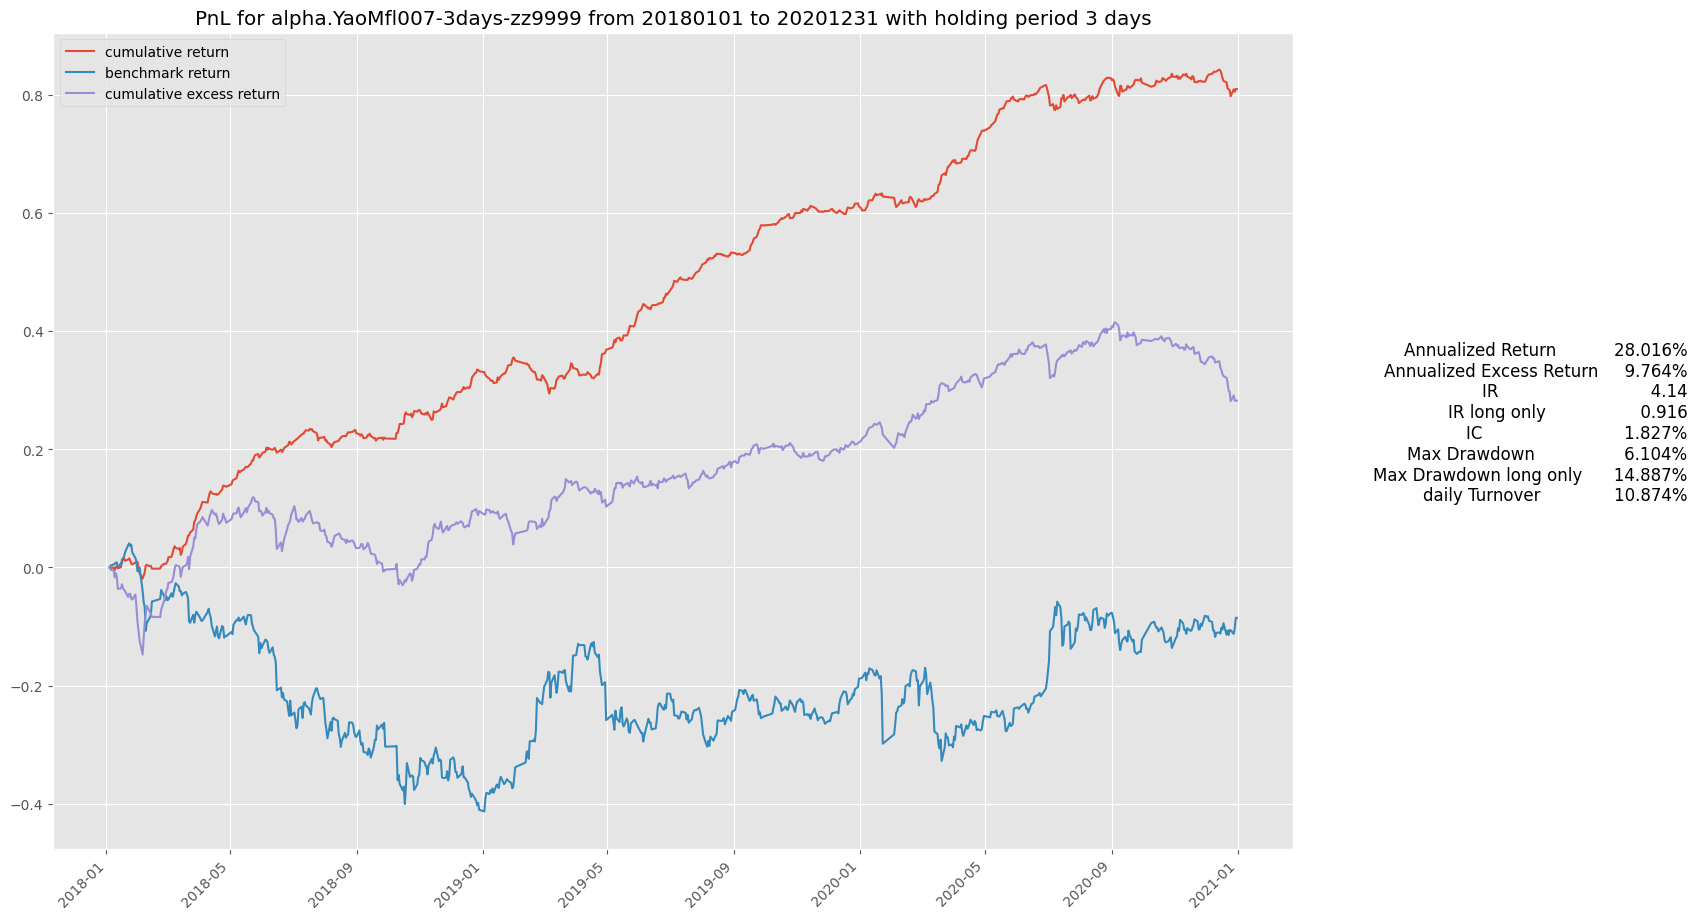 PnL for alpha.YaoMfl007-3days-zz9999 from 20180101 to 20201231 with holding period 3 days
cumulative return
benchmark return
cumulative excess return
0.8
0.6
0.4
0.2
0.0
−0.2
−0.4
2018-01
2018-05
2018-09
2019-01
2019-05
2019-09
2020-01
2020-05
2020-09
2021-01
Annualized Return 28.016%
Annualized Excess Return 9.764%
IR 4.14
IR long only 0.916
IC 1.827%
Max Drawdown 6.104%
Max Drawdown long only 14.887%
daily Turnover 10.874%